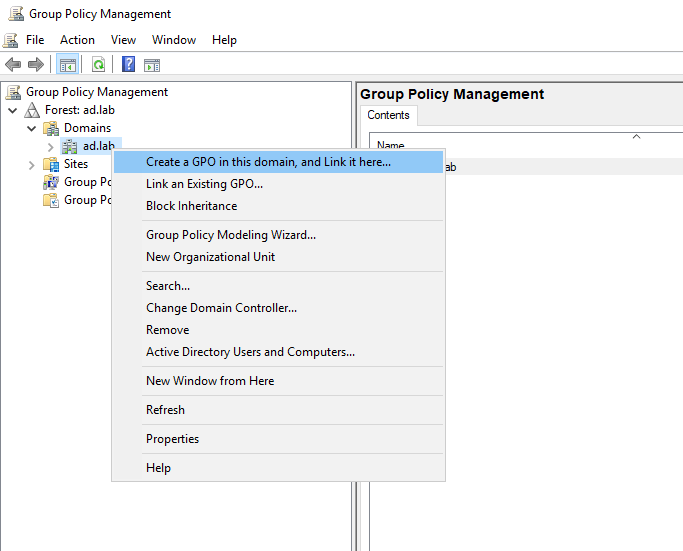 Group Policy Management
File Action View Window Help
Group Policy Management
Forest: ad.lab
Domains
ad.lab
Sites
Group Po
Group Po
Create a GPO in this domain, and Link it here...
Link an Existing GPO...
Block Inheritance
Group Policy Modeling Wizard...
New Organizational Unit
Search...
Change Domain Controller...
Remove
Active Directory Users and Computers...
New Window from Here
Refresh
Properties
Help
Group Policy Management
Contents
Name
ab